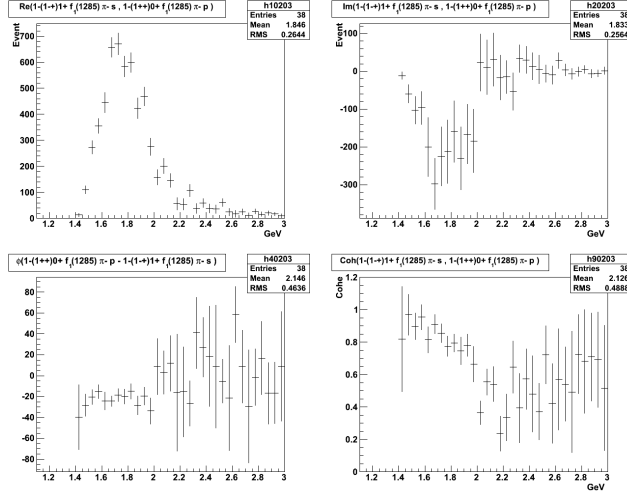 Re(1-(1-+)1+ f1(1285) π- s , 1-(1++)0+ f1(1285) π- p )
h10203
Entries 38
Mean 1.846
RMS 0.2644
Event
700
600
500
400
300
200
100
0
1.2 1.4 1.6 1.8 2 2.2 2.4 2.6 2.8 3
GeV
Im(1-(1-+)1+ f1(1285) π- s , 1-(1++)0+ f1(1285) π- p )
h20203
Entries 38
Mean 1.833
RMS 0.2564
Event
100
0
-100
-200
-300
1.2 1.4 1.6 1.8 2 2.2 2.4 2.6 2.8 3
GeV
ϕ(1-(1++)0+ f1(1285) π- p - 1-(1-+)1+ f1(1285) π- s )
h40203
Entries 38
Mean 2.146
RMS 0.4636
80
60
40
20
0
-20
-40
-60
-80
1.2 1.4 1.6 1.8 2 2.2 2.4 2.6 2.8 3
Coh(1-(1-+)1+ f1(1285) π- s , 1-(1++)0+ f1(1285) π- p )
h90203
Entries 38
Mean 2.126
RMS 0.4888
Cohe
1.2
1
0.8
0.6
0.4
0.2
0
1.2 1.4 1.6 1.8 2 2.2 2.4 2.6 2.8 3
GeV